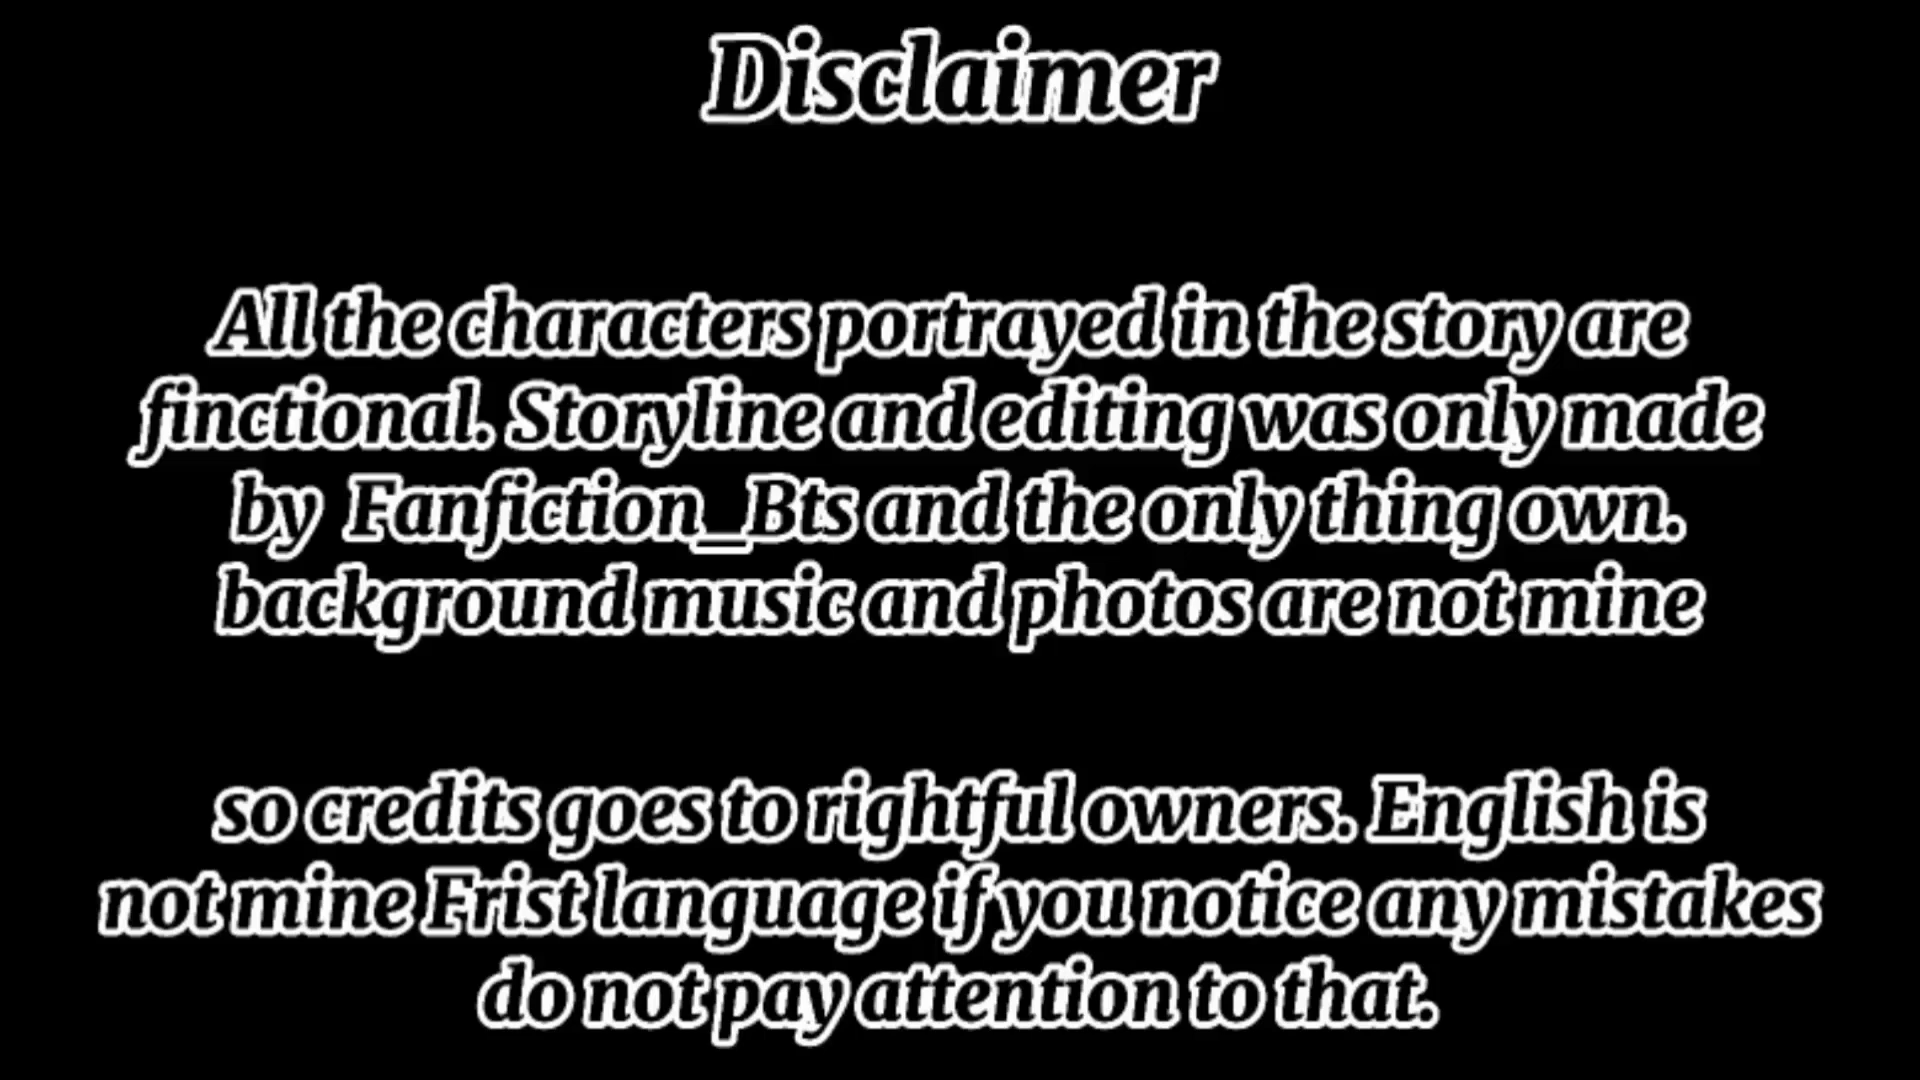 Disclaimer
All the characters portrayed in the story are
finctional. Storyline and editing was only made
by Fanfiction_Bts and the only thing own.
background music and photos are not mine
so credits goes to rightful owners. English is
not mine Frist language if you notice any mistakes
do not pay attention to that.